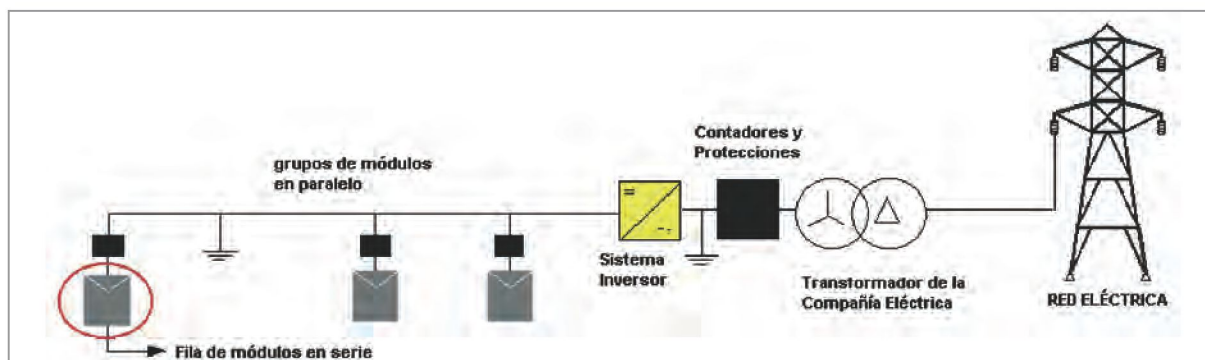 grupos de módulos
en paralelo
Contadores y
Protecciones
Sistema
Inversor
Transformador de la
Compañía Eléctrica
RED ELÉCTRICA
Fila de módulos en serie